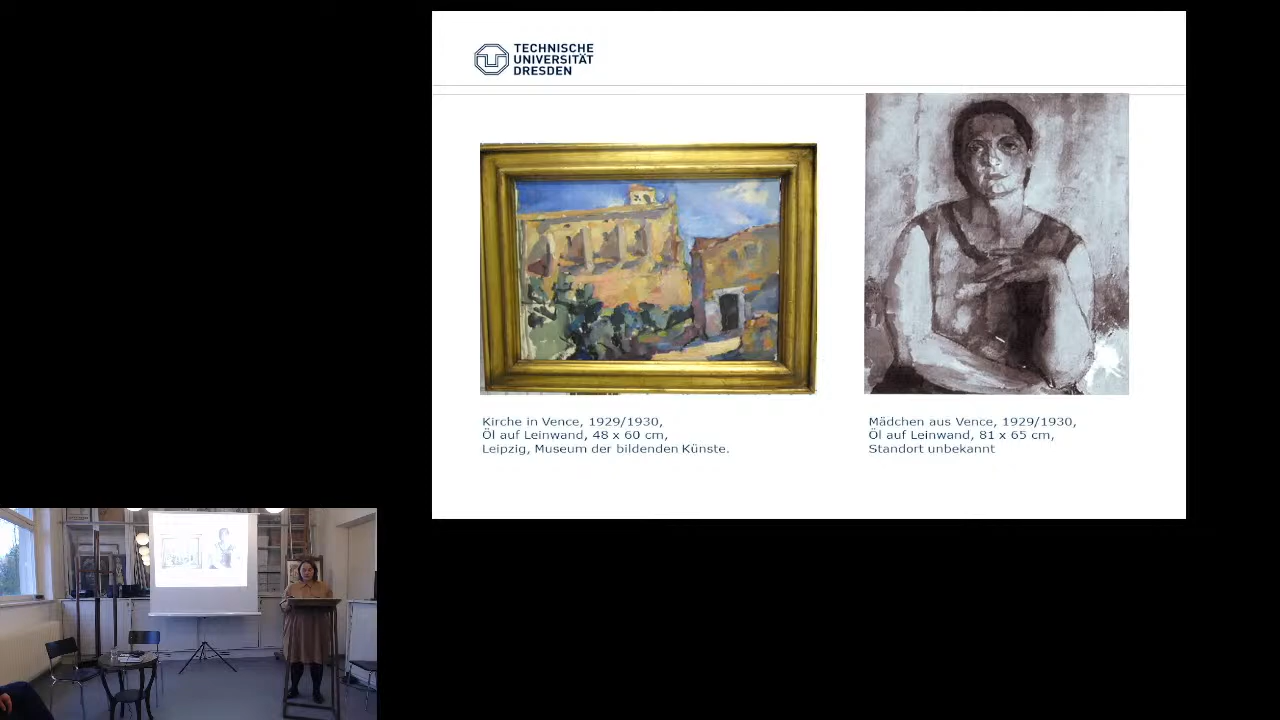 TECHNISCHE
UNIVERSITÄT
DRESDEN
Kirche in Vence, 1929/1930,
Öl auf Leinwand, 48 x 60 cm,
Leipzig, Museum der bildenden Künste.
Mädchen aus Vence, 1929/1930,
Öl auf Leinwand, 81 x 65 cm,
Standort unbekannt